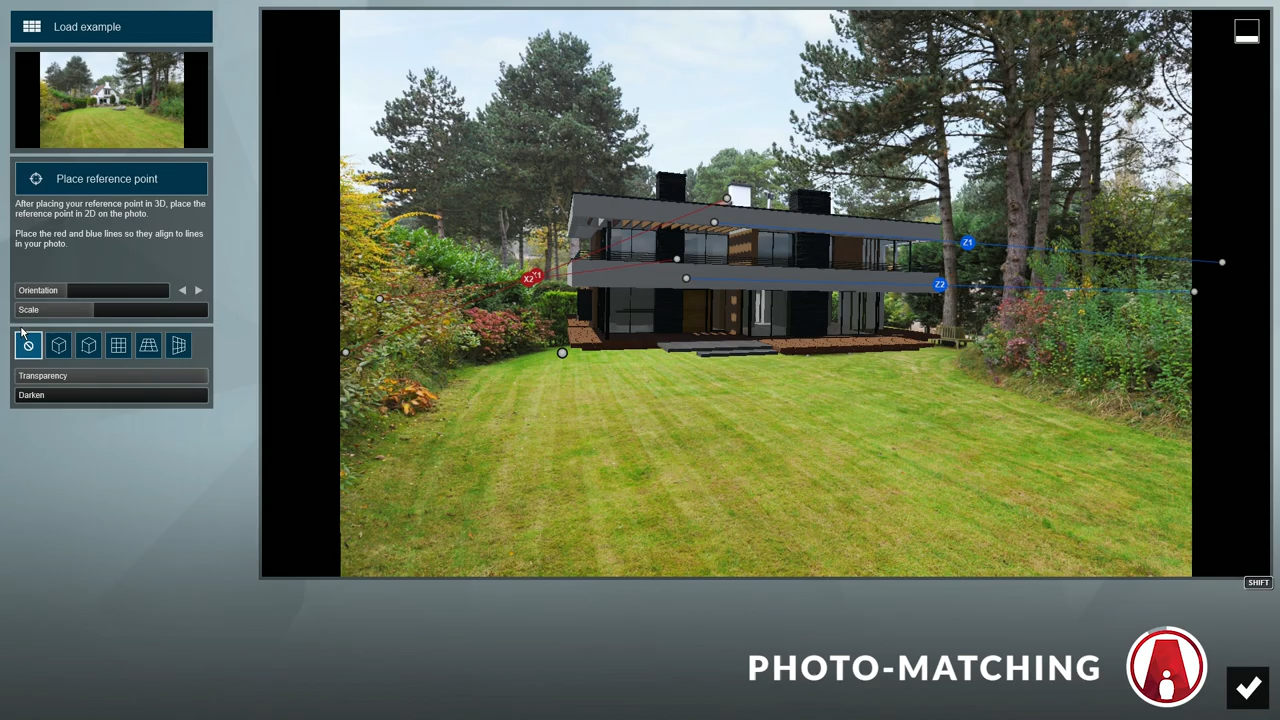 Load example
Place reference point
After placing your reference point in 3D, place the
reference point in 2D on the photo.
Place the red and blue lines so they align to lines
in your photo.
Orientation
Scale
Transparency
Darken
X1
X2
Z1
Z2
SHIFT
PHOTO-MATCHING